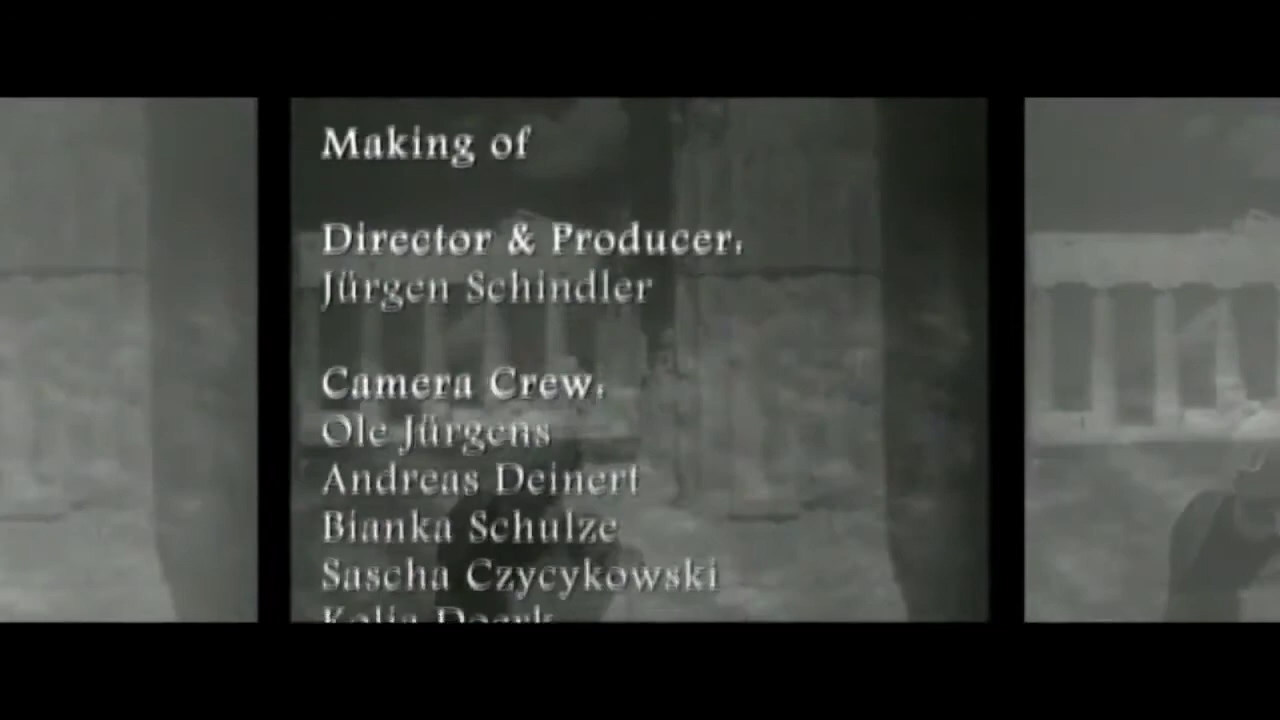 Making of
Director & Producer:
Jürgen Schindler
Camera Crew:
Ole Jürgens
Andreas Deinert
Bianka Schulze
Sascha Czycykowski